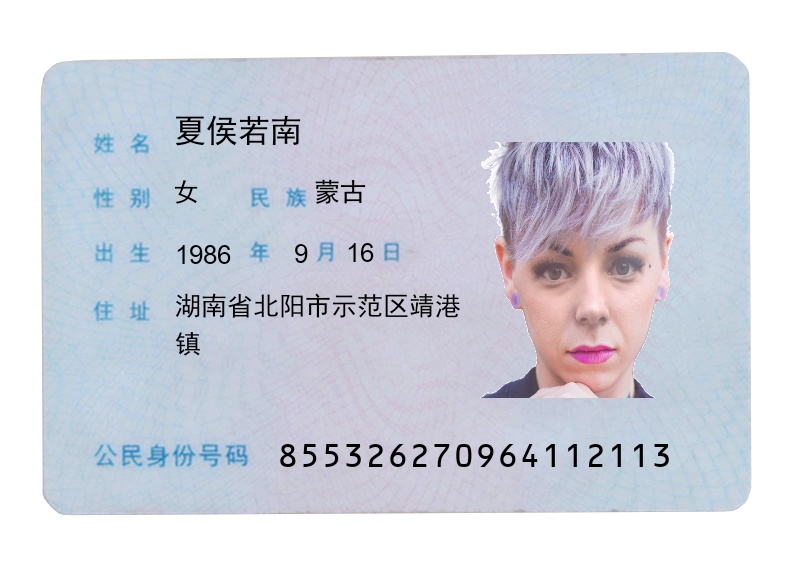 姓名 夏侯若南
性别 女 民族 蒙古
出生 1986 年 9 月 16 日
住址 湖南省北阳市示范区靖港
镇
公民身份号码 855326270964112113